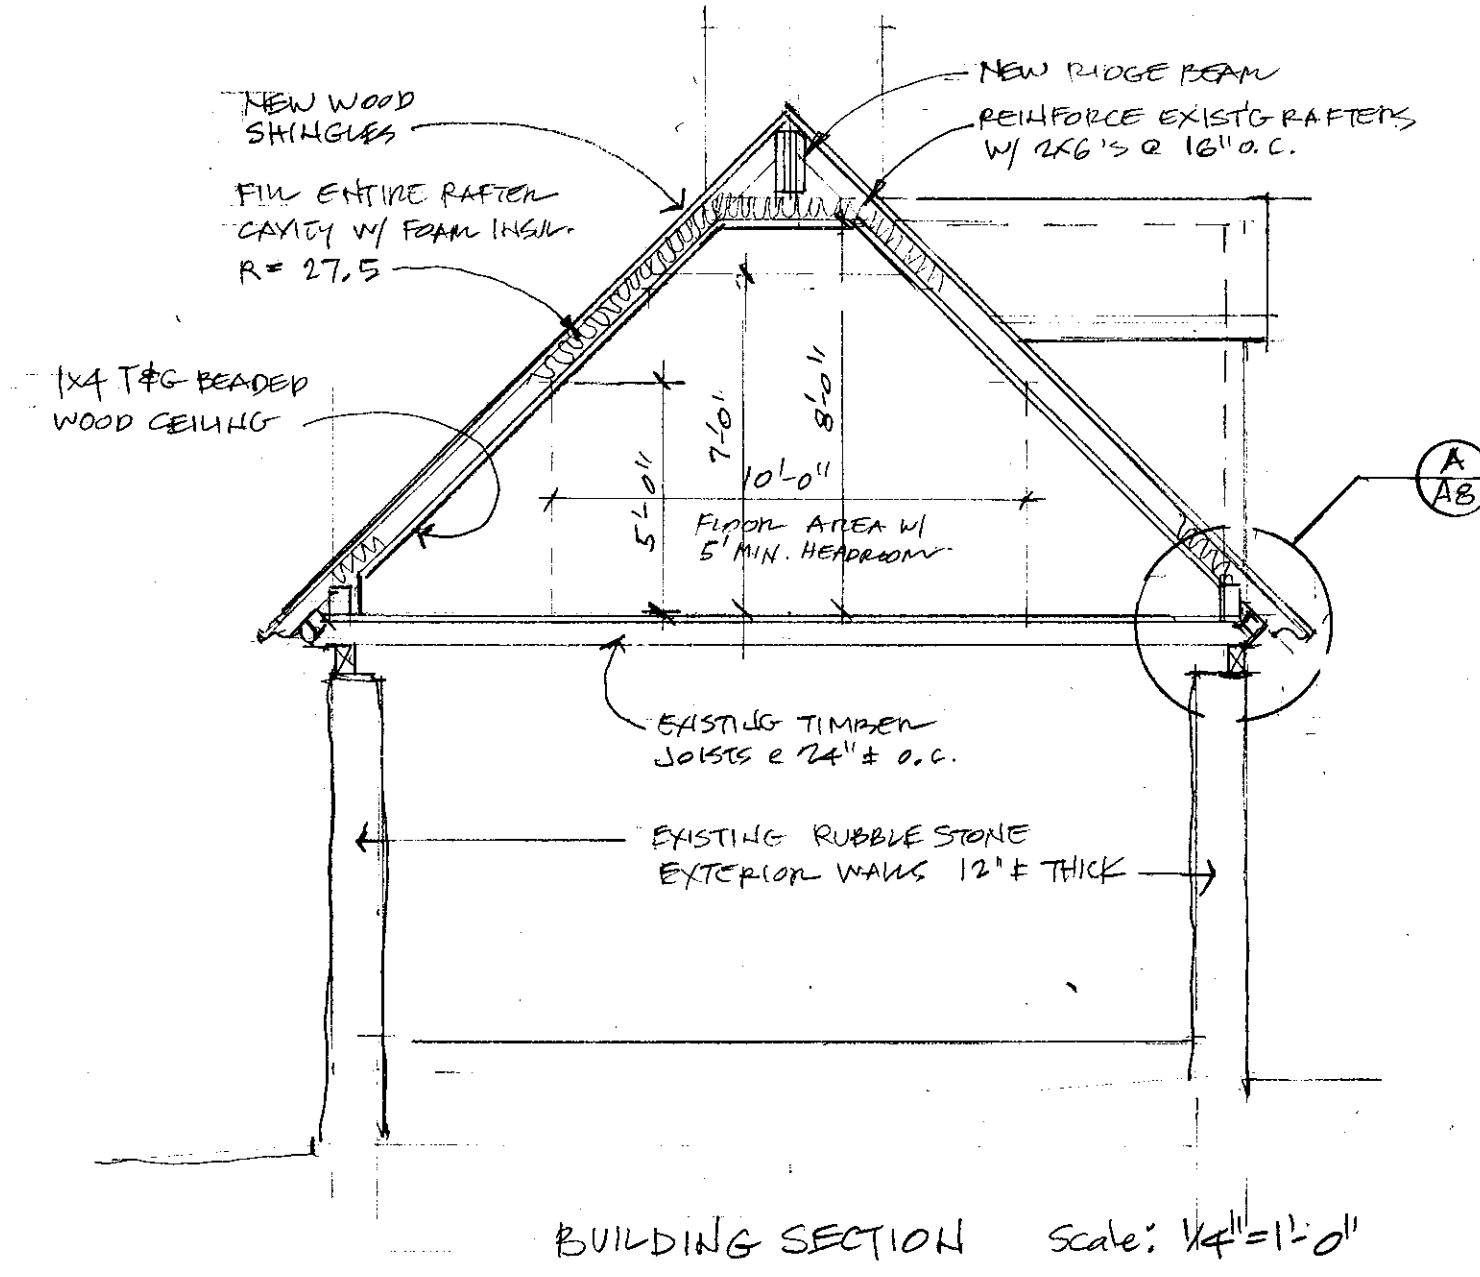 NEW WOOD
SHINGLES
FILL ENTIRE RAFTER
CAVITY W/ FOAM INSUL.
R= 27.5
1X4 T&G BEADED
WOOD CEILING
NEW RIDGE BEAM
REINFORCE EXIST'G RAFTERS
W/ 2X6'S @ 16" O.C.
5'-0"
7'-0"
8'-0"
10'-0"
FLOOR AREA W/
5' MIN. HEADROOM
A
A8
EXISTING TIMBER
JOISTS @ 24" ± O.C.
EXISTING RUBBLE STONE
EXTERIOR WALLS 12" ± THICK
BUILDING SECTION Scale: 1/4"=1'-0"